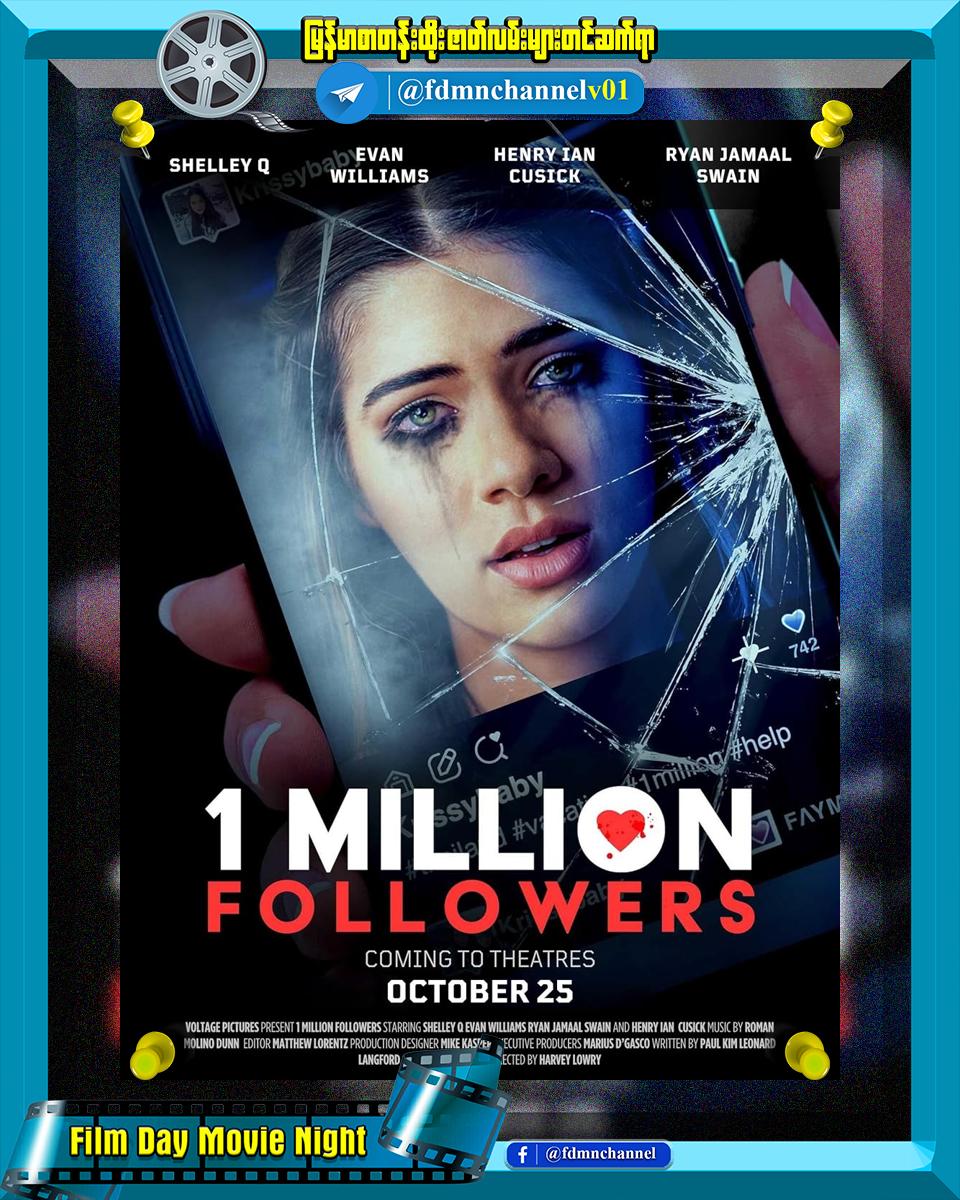 မြန်မာစာတန်းထိုးဇာတ်လမ်းများတင်ဆက်ရာ
@fdmnchannelv01
SHELLEY Q
EVAN
WILLIAMS
HENRY IAN
CUSICK
RYAN JAMAAL
SWAIN
Krissybaby
742
#1million #help
FAYM
1 MILLION
FOLLOWERS
COMING TO THEATRES
OCTOBER 25
VOLTAGE PICTURES PRESENT 1 MILLION FOLLOWERS STARRING SHELLEY Q EVAN WILLIAMS RYAN JAMAAL SWAIN AND HENRY IAN CUSICK MUSIC BY ROMAN
MOLINO DUNN EDITOR MATTHEW LORENTZ PRODUCTION DESIGNER MIKE PRODUCERS MARIUS D'GASCO WRITTEN BY PAUL KIM LEONARD
LANGFORD BY HARVEY LOWRY
Film Day Movie Night
@fdmnchannel